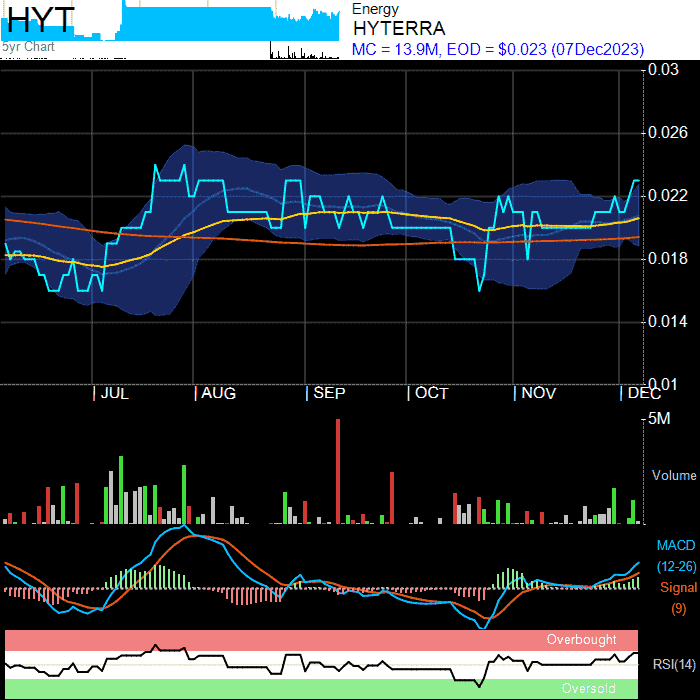 HYT
5yr Chart
Energy
HYTERRA
MC = 13.9M, EOD = $0.023 (07Dec2023)
0.03
0.026
0.022
0.018
0.014
0.01
JUL AUG SEP OCT NOV DEC
5M
Volume
MACD
(12-26)
Signal
(9)
Overbought
RSI(14)
Oversold